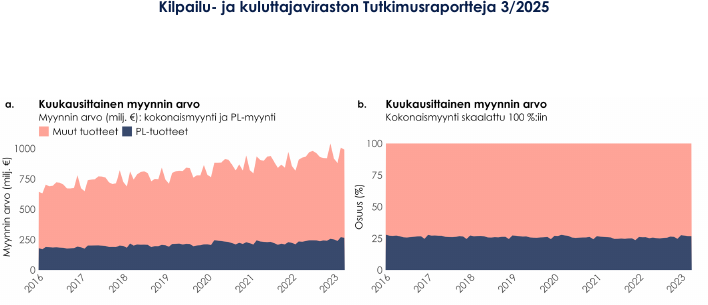 Kilpailu- ja kuluttajaviraston Tutkimusraportteja 3/2025
a. Kuukausittainen myynnin arvo
Myynnin arvo (milj. €): kokonaismyynti ja PL-myynti
Muut tuotteet PL-tuotteet
Myynnin arvo (milj. €)
1000
750
500
250
0
2016 2017 2018 2019 2020 2021 2022 2023
b. Kuukausittainen myynnin arvo
Kokonaismyynti skaalattu 100 %:iin
Osuus (%)
100
75
50
25
0
2016 2017 2018 2019 2020 2021 2022 2023